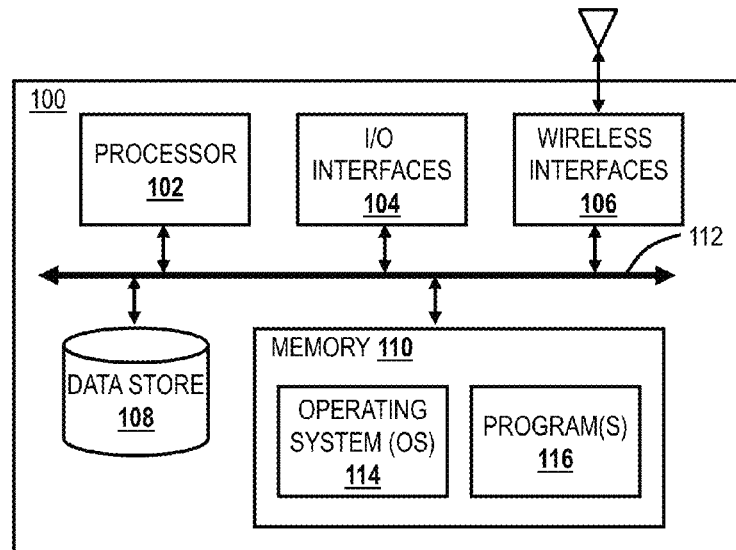 100
PROCESSOR
102
I/O
INTERFACES
104
WIRELESS
INTERFACES
106
112
DATA STORE
108
MEMORY 110
OPERATING
SYSTEM (OS)
114
PROGRAM(S)
116